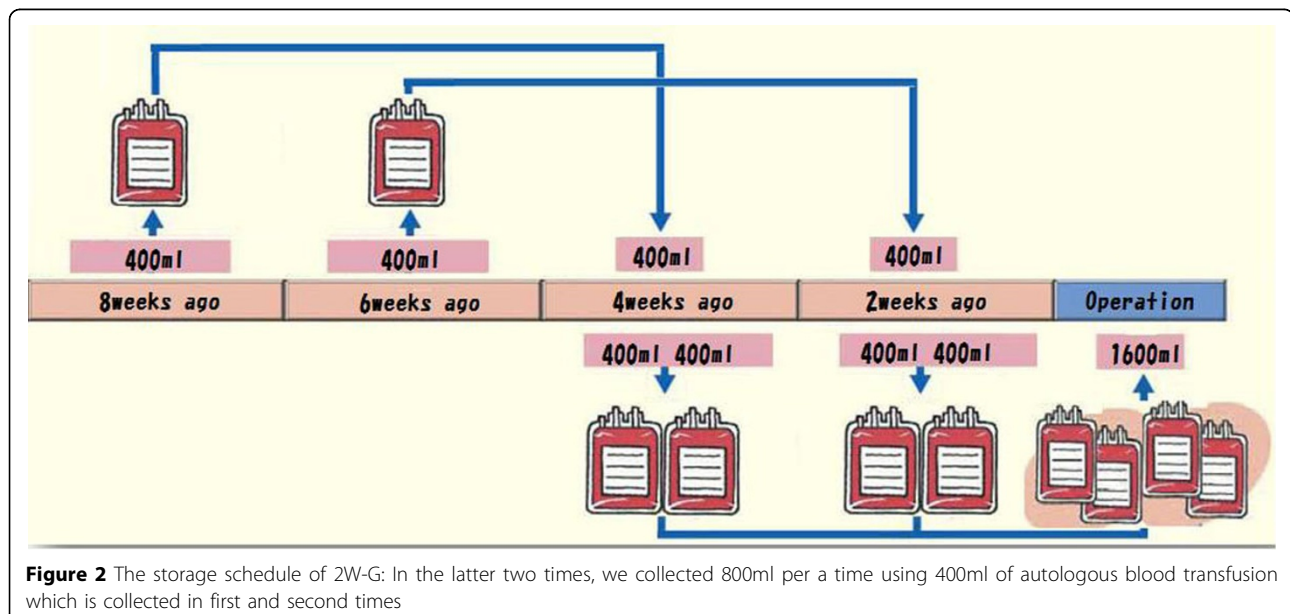 400ml 400ml 400ml 400ml
8weeks ago 6weeks ago 4weeks ago 2weeks ago Operation
400ml 400ml 400ml 400ml 1600ml
Figure 2 The storage schedule of 2W-G: In the latter two times, we collected 800ml per a time using 400ml of autologous blood transfusion
which is collected in first and second times